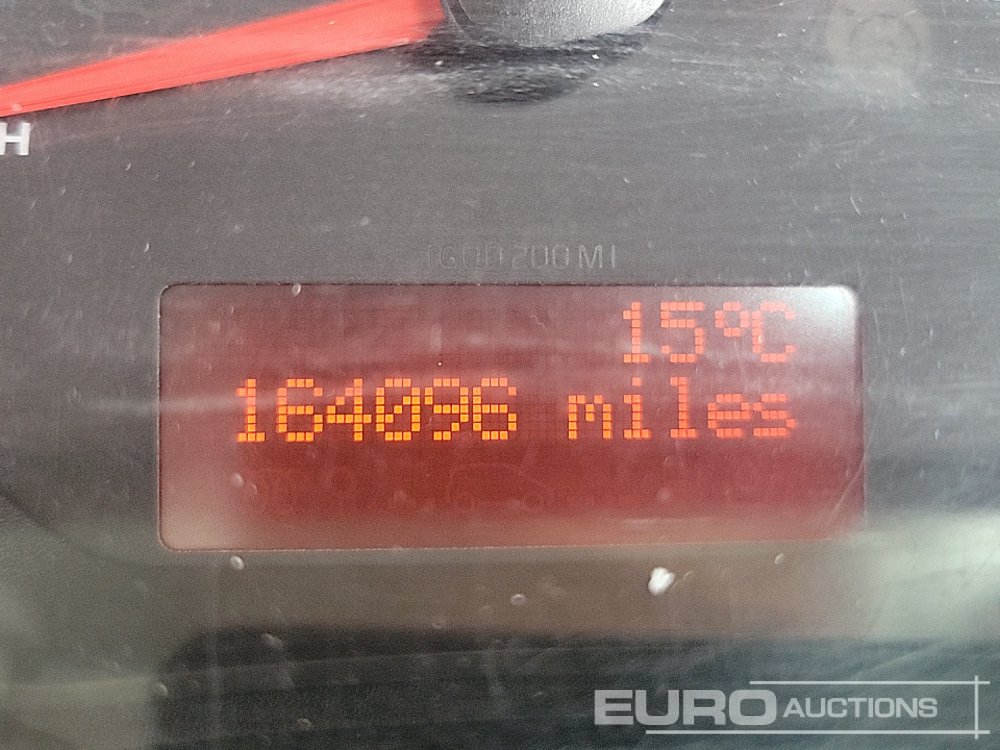 H
15°C
164096 miles
EURO AUCTIONS